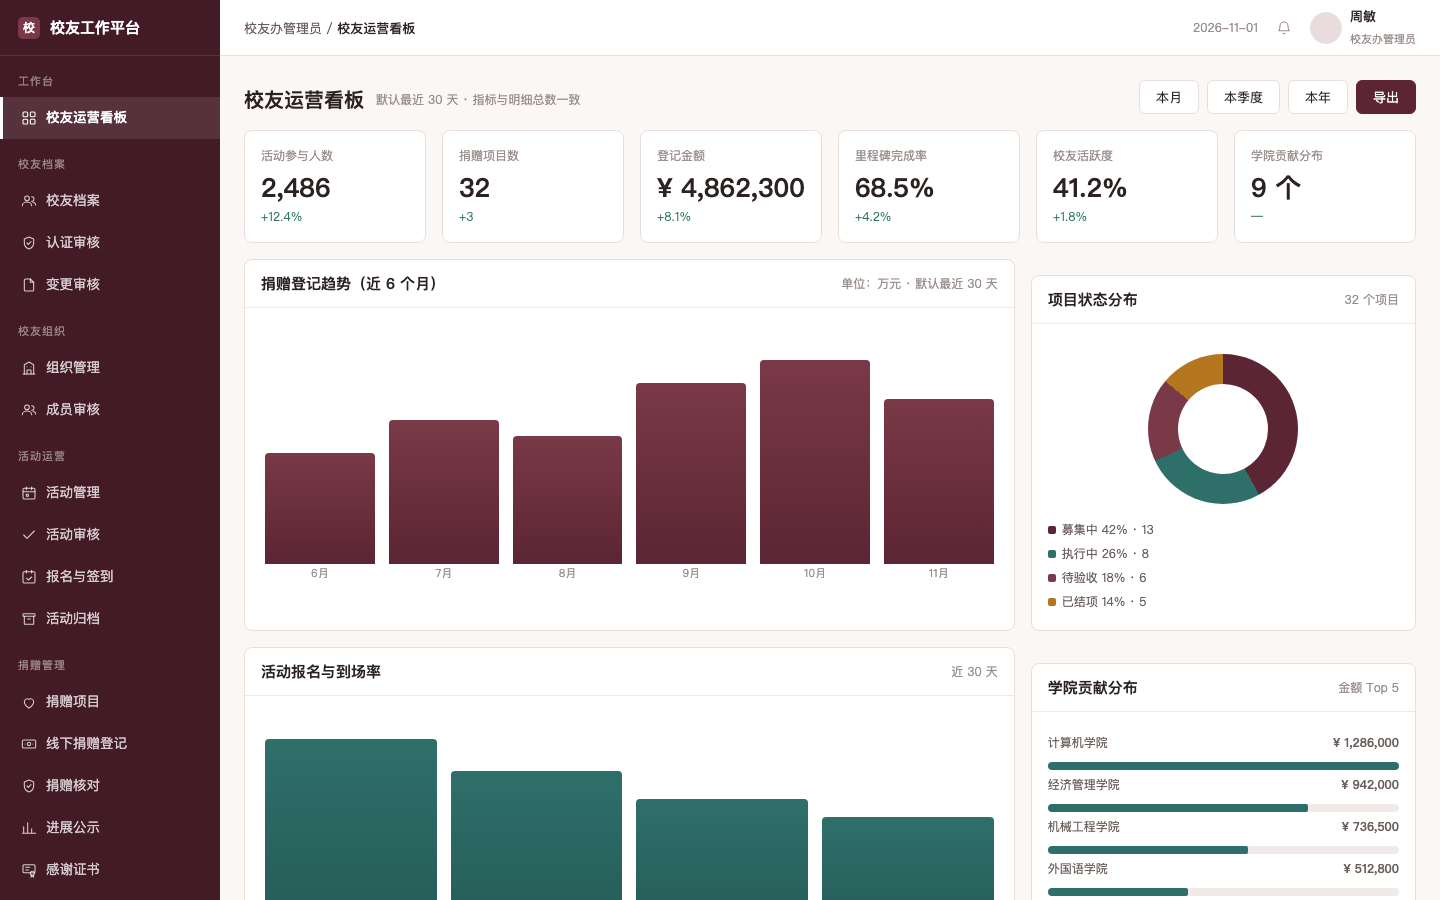 校 校友工作平台
工作台
校友运营看板
校友档案
校友档案
认证审核
变更审核
校友组织
组织管理
成员审核
活动运营
活动管理
活动审核
报名与签到
活动归档
捐赠管理
捐赠项目
线下捐赠登记
捐赠核对
进展公示
感谢证书
校友办管理员 / 校友运营看板
2026-11-01
周敏
校友办管理员
校友运营看板 默认最近 30 天 · 指标与明细总数一致
本月 本季度 本年 导出
活动参与人数
2,486
+12.4%
捐赠项目数
32
+3
登记金额
¥ 4,862,300
+8.1%
里程碑完成率
68.5%
+4.2%
校友活跃度
41.2%
+1.8%
学院贡献分布
9 个
—
捐赠登记趋势（近 6 个月） 单位：万元 · 默认最近 30 天
6月 7月 8月 9月 10月 11月
项目状态分布 32 个项目
募集中 42% · 13
执行中 26% · 8
待验收 18% · 6
已结项 14% · 5
活动报名与到场率 近 30 天
学院贡献分布 金额 Top 5
计算机学院 ¥ 1,286,000
经济管理学院 ¥ 942,000
机械工程学院 ¥ 736,500
外国语学院 ¥ 512,800